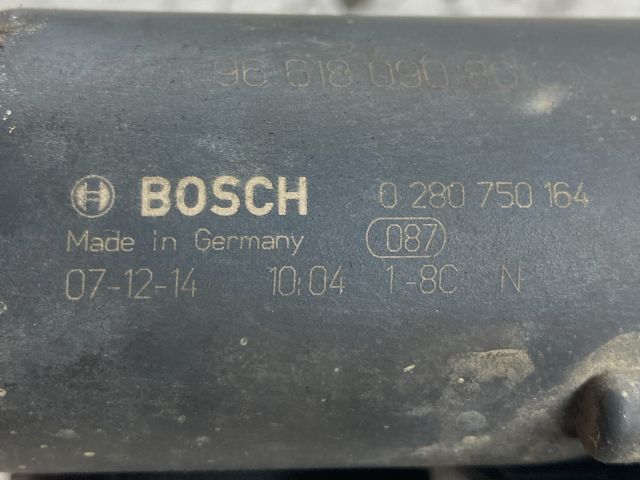 96 618 090 80
BOSCH 0 280 750 164
Made in Germany 087
07-12-14 10:04 1-8C N